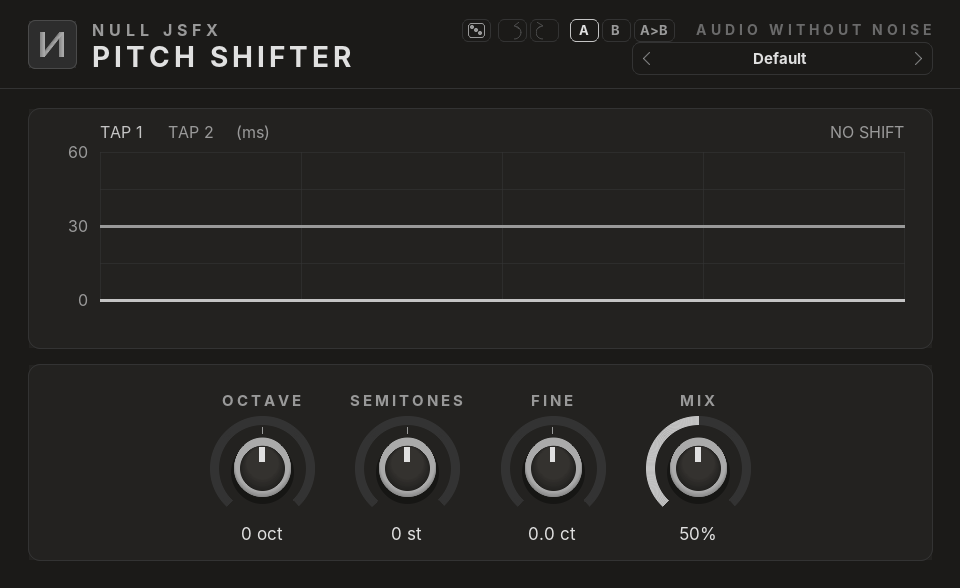 NULL JSFX
PITCH SHIFTER
A B A>B AUDIO WITHOUT NOISE
Default
TAP 1 TAP 2 (ms) NO SHIFT
60
30
0
OCTAVE SEMITONES FINE MIX
0 oct 0 st 0.0 ct 50%